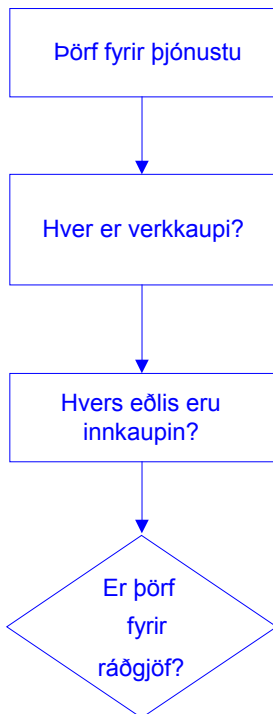 Þörf fyrir þjónustu
Hver er verkkaupi?
Hvers eðlis eru
innkaupin?
Er þörf
fyrir
ráðgjöf?